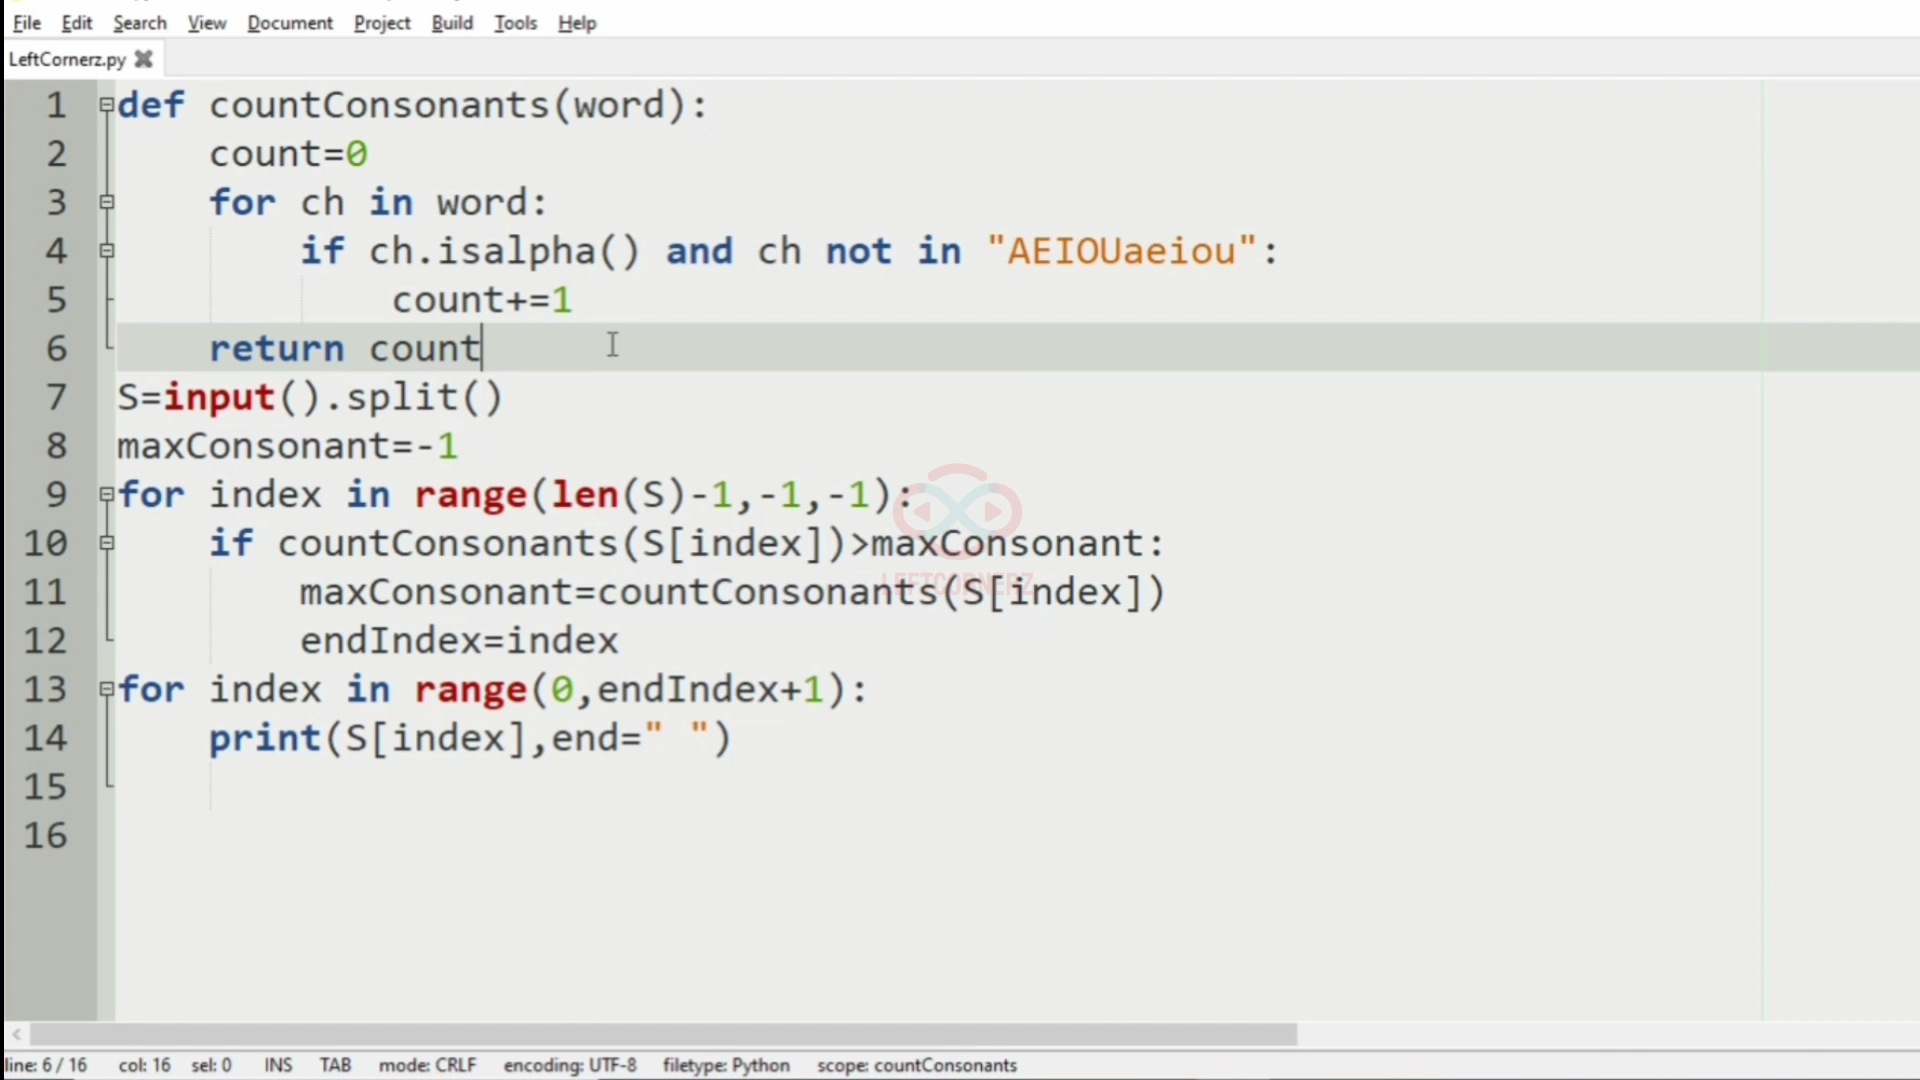 File Edit Search View Document Project Build Tools Help
LeftCornerz.py
1 def countConsonants(word):
2     count=0
3     for ch in word:
4         if ch.isalpha() and ch not in "AEIOUaeiou":
5             count+=1
6     return count
7 S=input().split()
8 maxConsonant=-1
9 for index in range(len(S)-1,-1,-1):
10     if countConsonants(S[index])>maxConsonant:
LEFTCORNERZ
11         maxConsonant=countConsonants(S[index])
12         endIndex=index
13 for index in range(0,endIndex+1):
14     print(S[index],end=" ")
15
16
line: 6 / 16 col: 16 sel: 0 INS TAB mode: CRLF encoding: UTF-8 filetype: Python scope: countConsonants